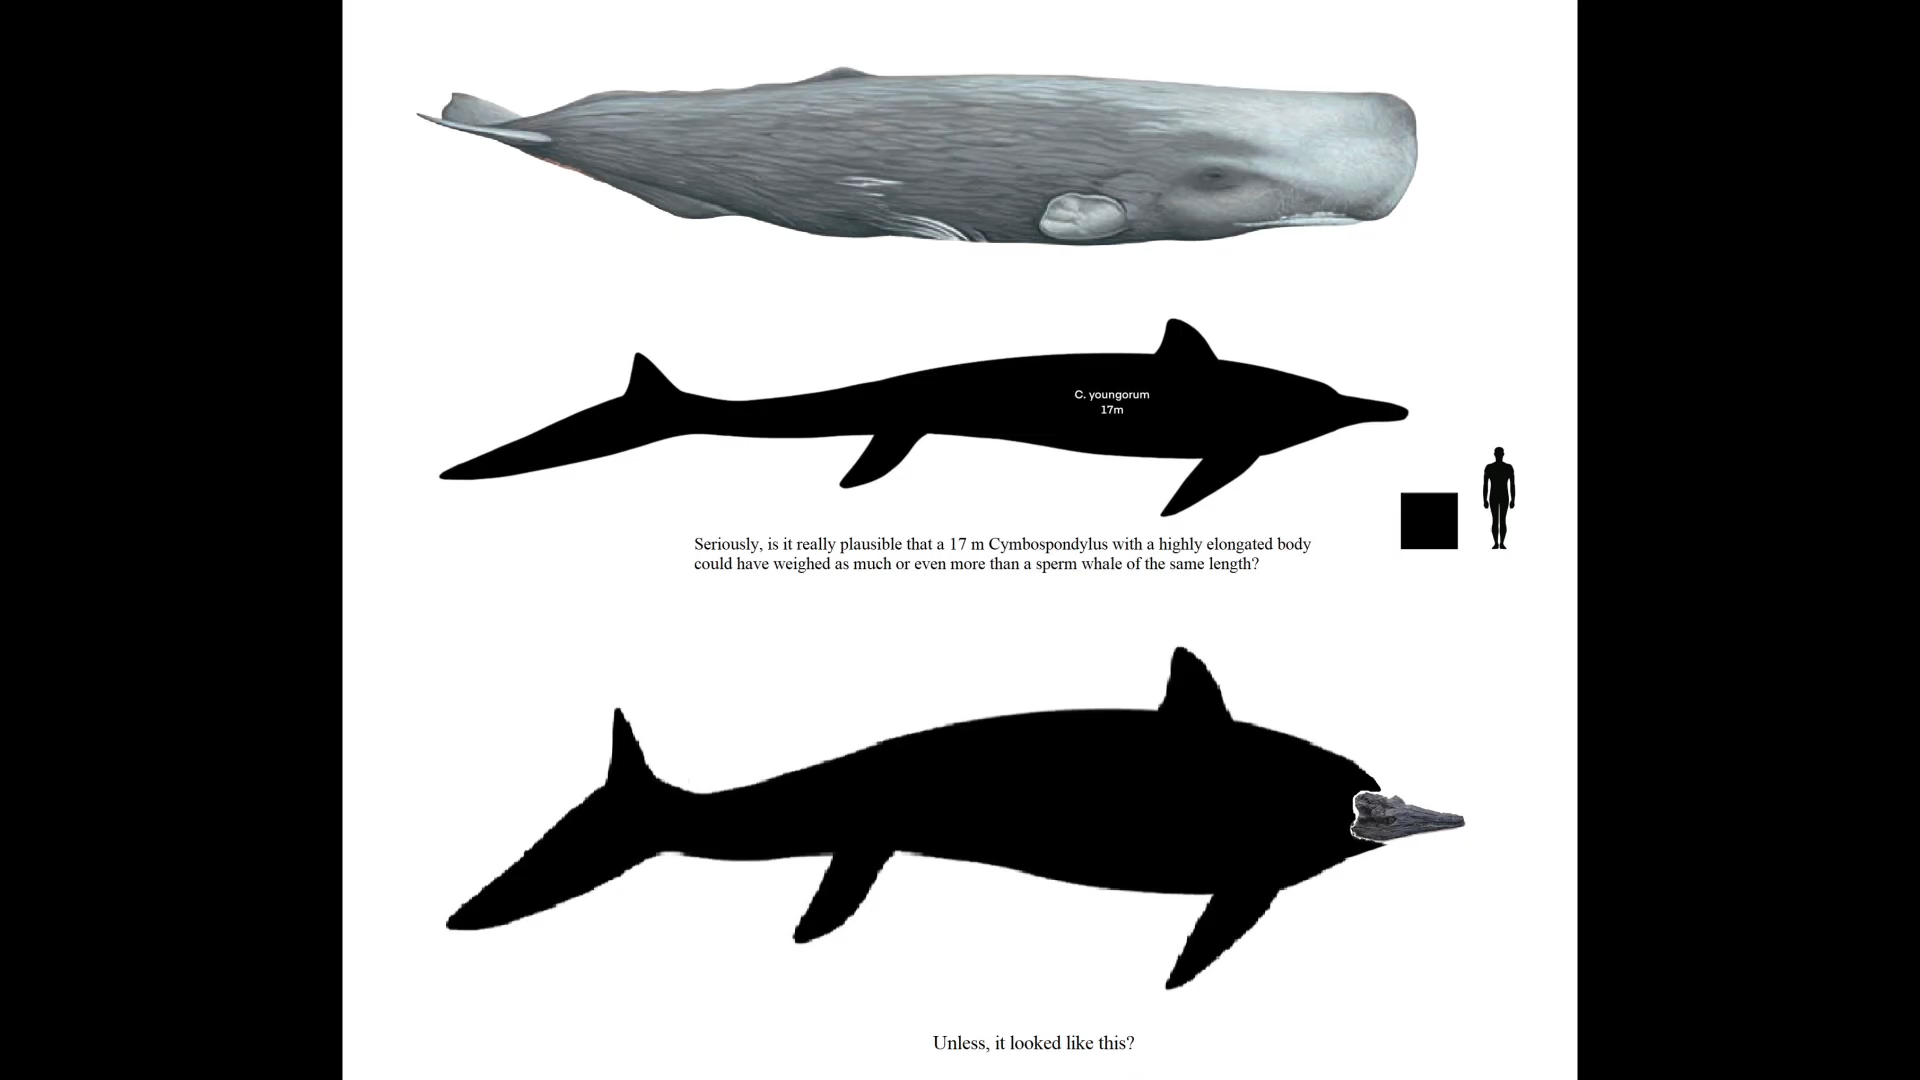 C. youngorum
17m
Seriously, is it really plausible that a 17 m Cymbospondylus with a highly elongated body
could have weighed as much or even more than a sperm whale of the same length?
Unless, it looked like this?